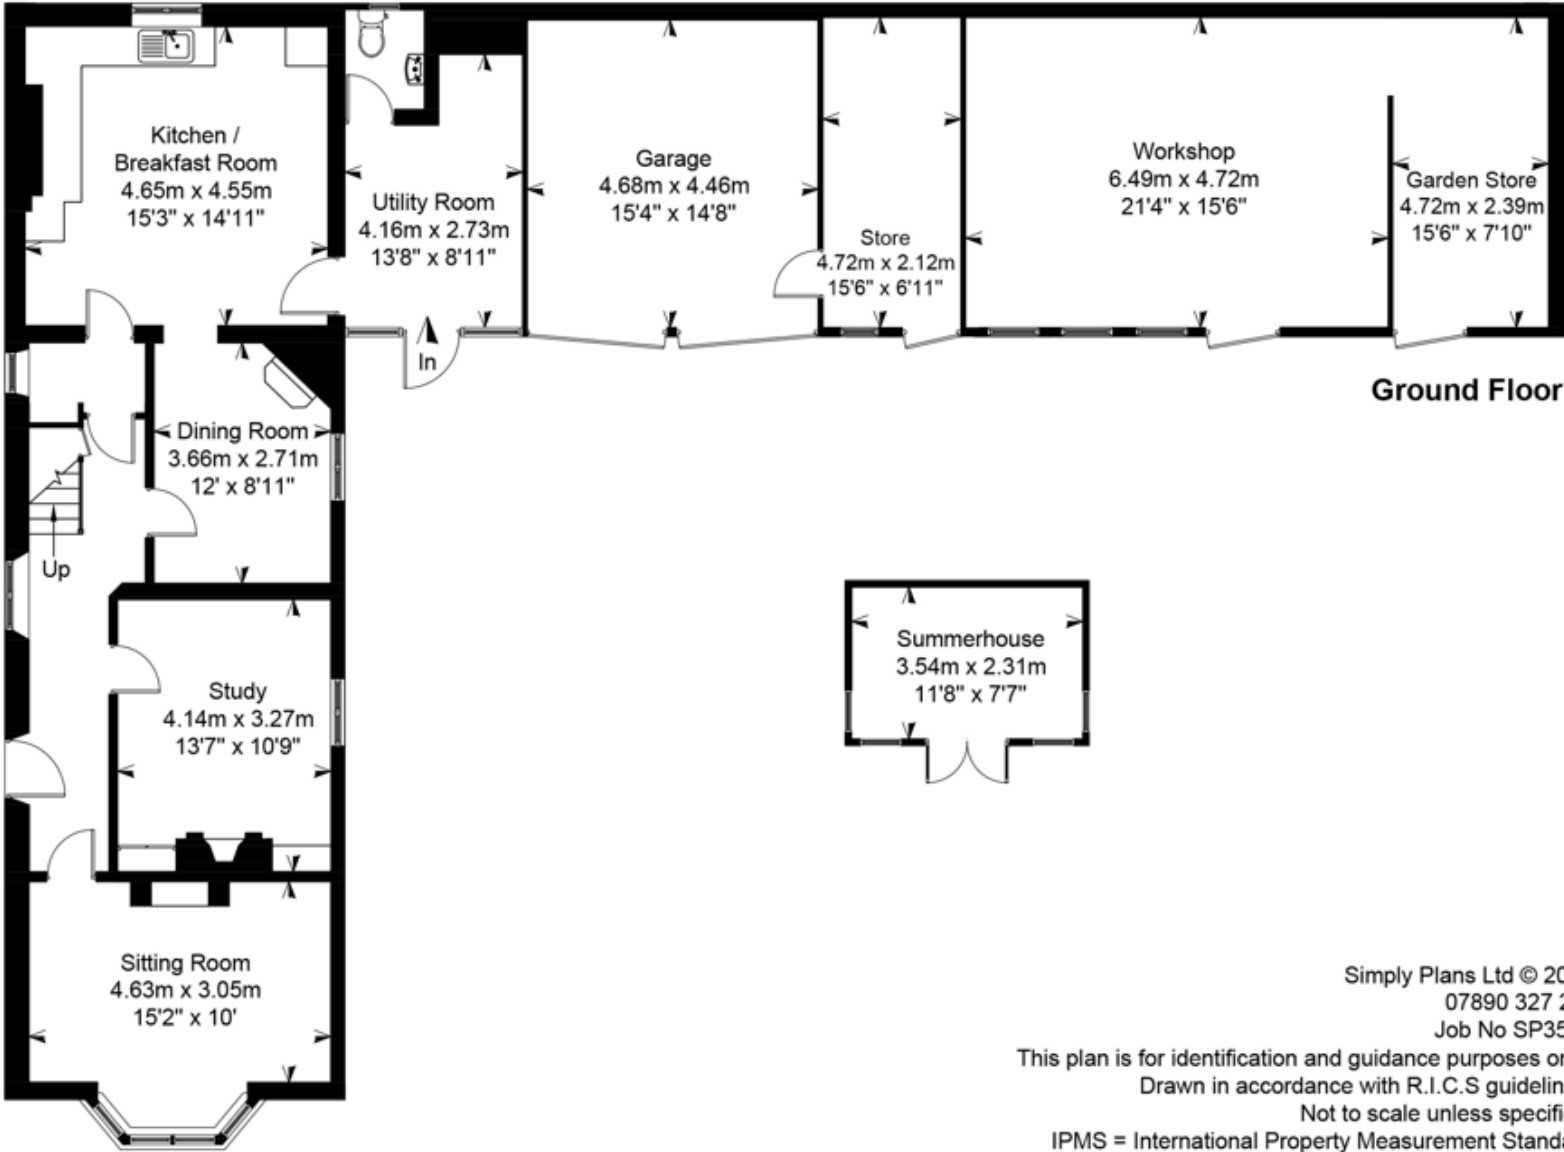 Kitchen /
Breakfast Room
4.65m x 4.55m
15'3" x 14'11"
Utility Room
4.16m x 2.73m
13'8" x 8'11"
In
Garage
4.68m x 4.46m
15'4" x 14'8"
Store
4.72m x 2.12m
15'6" x 6'11"
Workshop
6.49m x 4.72m
21'4" x 15'6"
Garden Store
4.72m x 2.39m
15'6" x 7'10"
Ground Floor
Dining Room
3.66m x 2.71m
12' x 8'11"
Up
Study
4.14m x 3.27m
13'7" x 10'9"
Summerhouse
3.54m x 2.31m
11'8" x 7'7"
Sitting Room
4.63m x 3.05m
15'2" x 10'
Simply Plans Ltd © 20
07890 327 2
Job No SP35
This plan is for identification and guidance purposes on
Drawn in accordance with R.I.C.S guidelin
Not to scale unless specifi
IPMS = International Property Measurement Standa